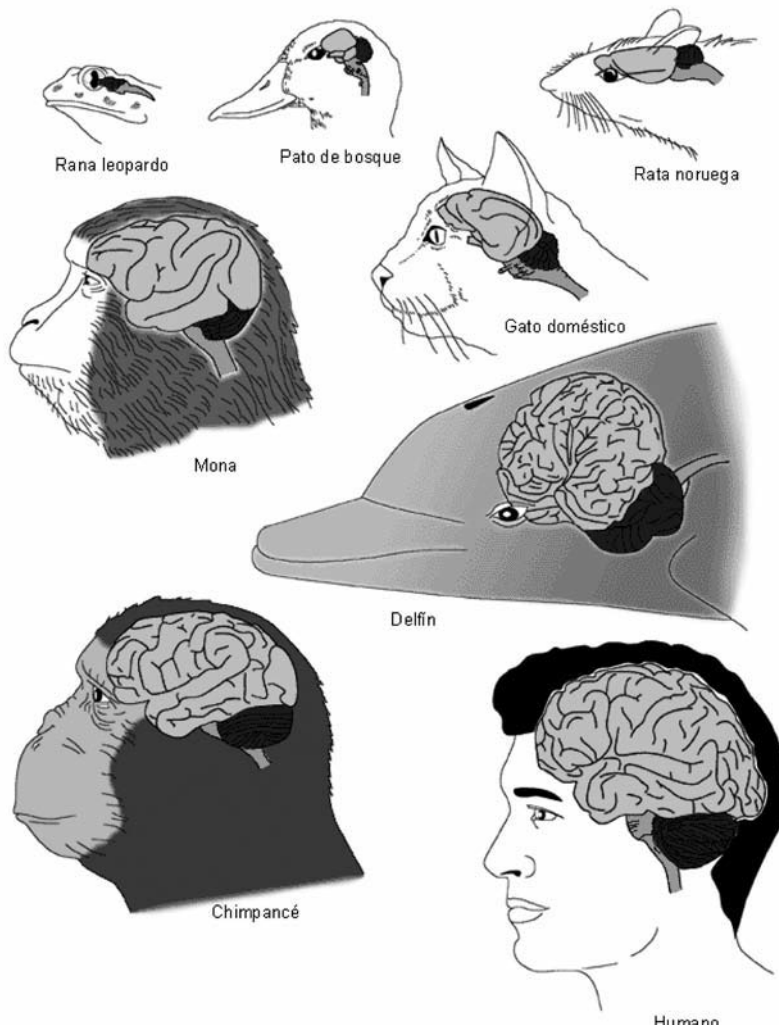 Rana leopardo
Pato de bosque
Rata noruega
Gato doméstico
Mona
Delfín
Chimpancé
Humano